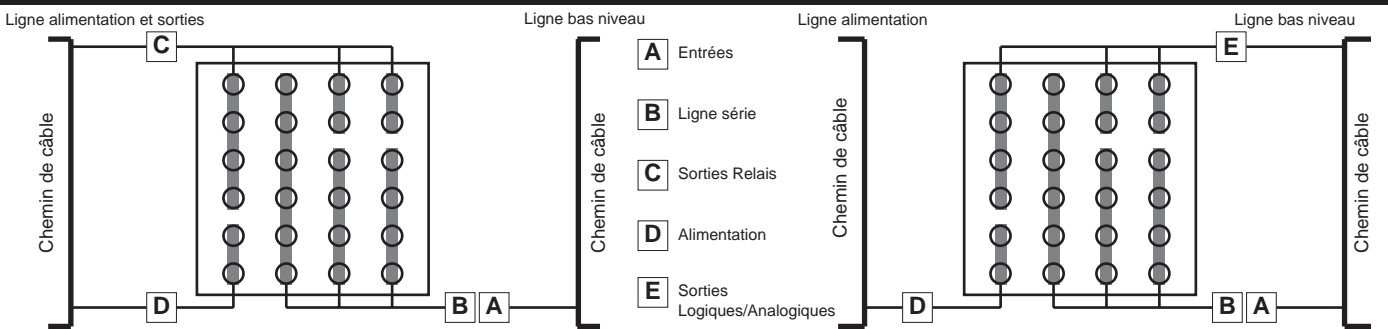 Ligne alimentation et sorties
Ligne bas niveau
C
Chemin de câble
D
B A
Chemin de câble
A Entrées
B Ligne série
C Sorties Relais
D Alimentation
E Sorties
Logiques/Analogiques
Ligne alimentation
Ligne bas niveau
E
Chemin de câble
D
B A
Chemin de câble